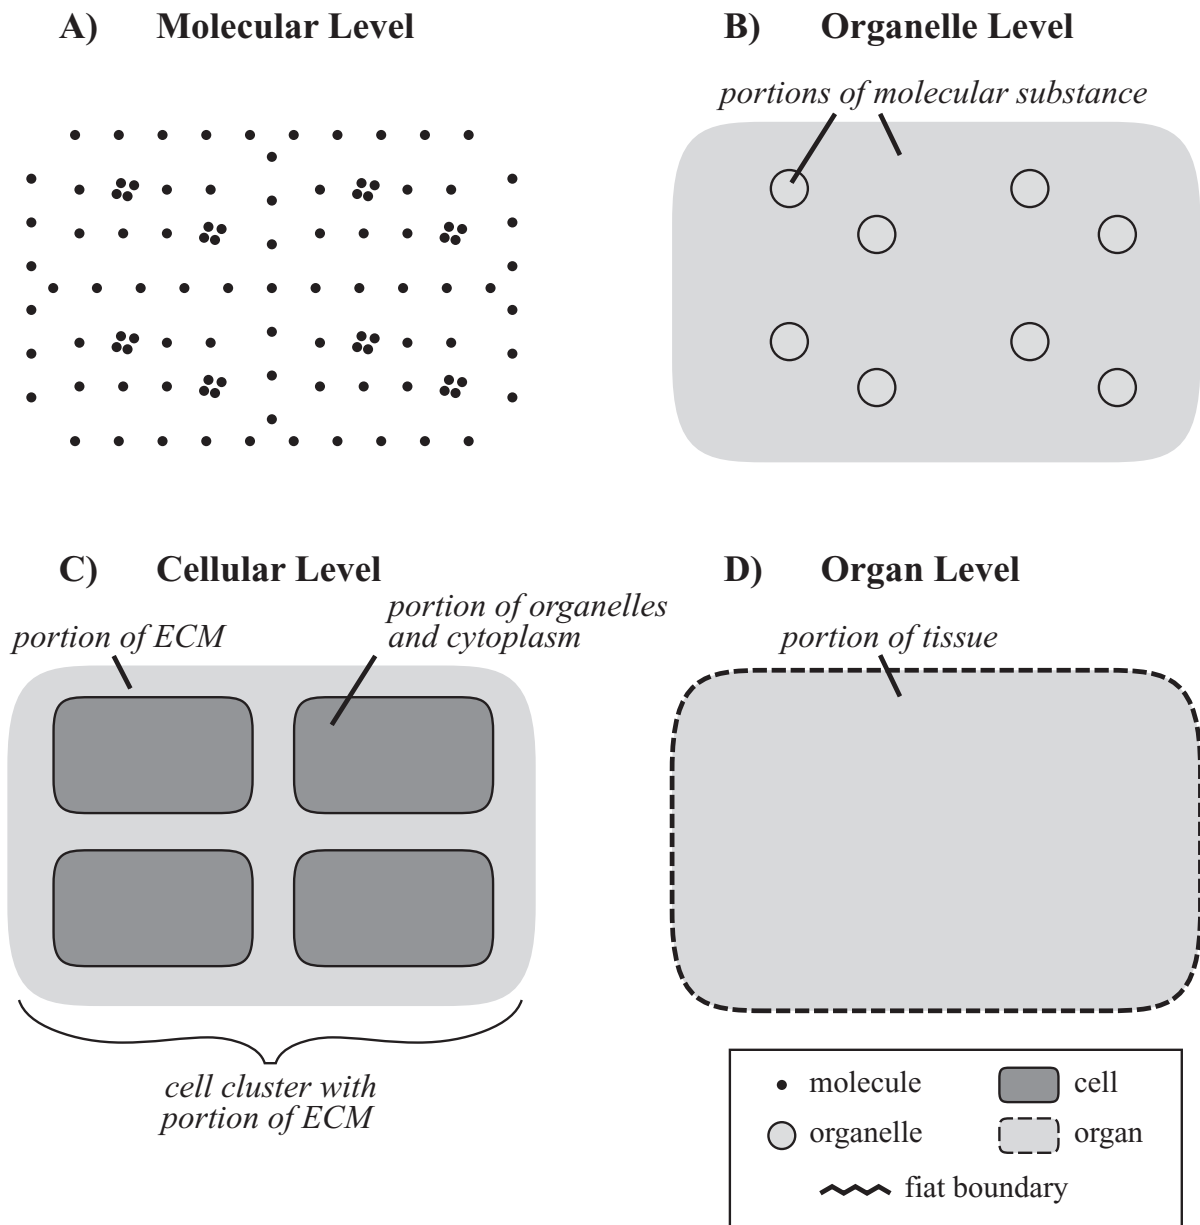 A) Molecular Level
B) Organelle Level
portions of molecular substance
C) Cellular Level
portion of ECM
portion of organelles
and cytoplasm
cell cluster with
portion of ECM
D) Organ Level
portion of tissue
molecule
cell
organelle
organ
fiat boundary